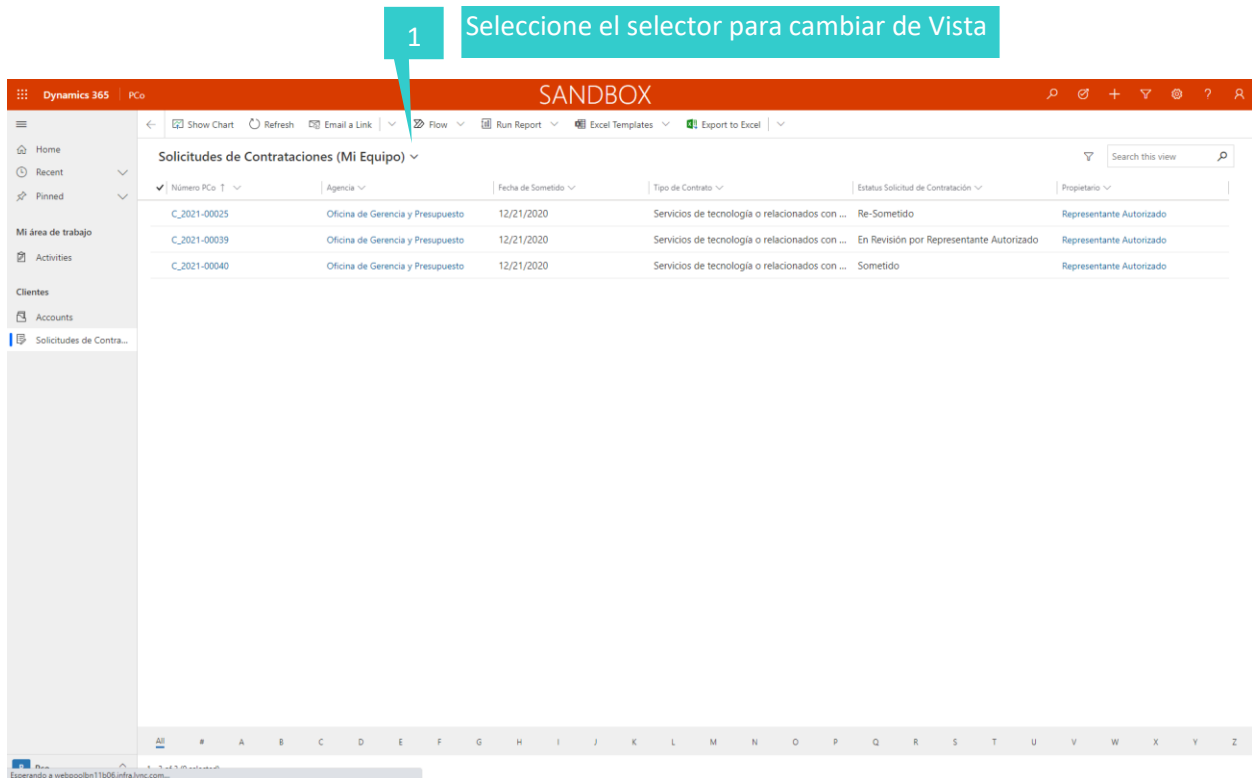 1
Seleccione el selector para cambiar de Vista
Dynamics 365 PCo
SANDBOX
Show Chart Refresh Email a Link Flow Run Report Excel Templates Export to Excel
Home
Recent
Pinned
Mi área de trabajo
Activities
Clientes
Accounts
Solicitudes de Contra...
Solicitudes de Contrataciones (Mi Equipo)
Search this view
Número PCo ↑ Agencia Fecha de Sometido Tipo de Contrato Estatus Solicitud de Contratación Propietario
C_2021-00025 Oficina de Gerencia y Presupuesto 12/21/2020 Servicios de tecnología o relacionados con ... Re-Sometido Representante Autorizado
C_2021-00039 Oficina de Gerencia y Presupuesto 12/21/2020 Servicios de tecnología o relacionados con ... En Revisión por Representante Autorizado Representante Autorizado
C_2021-00040 Oficina de Gerencia y Presupuesto 12/21/2020 Servicios de tecnología o relacionados con ... Sometido Representante Autorizado
All # A B C D E F G H I J K L M N O P Q R S T U V W X Y Z
Esperando a webpoolbn11b06.infra.lync.com...